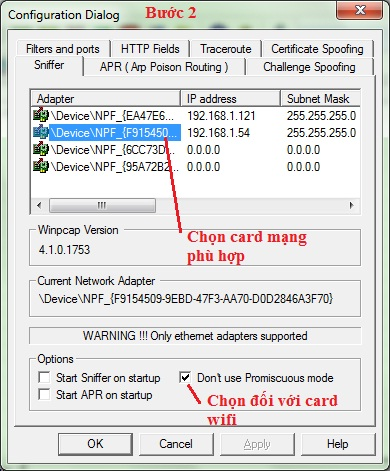 Configuration Dialog
Bước 2
Filters and ports
HTTP Fields
Traceroute
Certificate Spoofing
Sniffer
APR ( Arp Poison Routing )
Challenge Spoofing
Adapter IP address Subnet Mask
\Device\NPF_{EA47E6... 192.168.1.121 255.255.255.0
\Device\NPF_{F915450... 192.168.1.54 255.255.255.0
\Device\NPF_{6CC73D... 0.0.0.0 0.0.0.0
\Device\NPF_{95A72B2... 0.0.0.0 0.0.0.0
Chọn card mạng
phù hợp
Winpcap Version
4.1.0.1753
Current Network Adapter
\Device\NPF_{F9154509-9EBD-47F3-AA70-D0D2846A3F70}
WARNING !!! Only ethernet adapters supported
Options
Start Sniffer on startup
Don't use Promiscuous mode
Start APR on startup
Chọn đối với card
wifi
OK
Cancel
Apply
Help